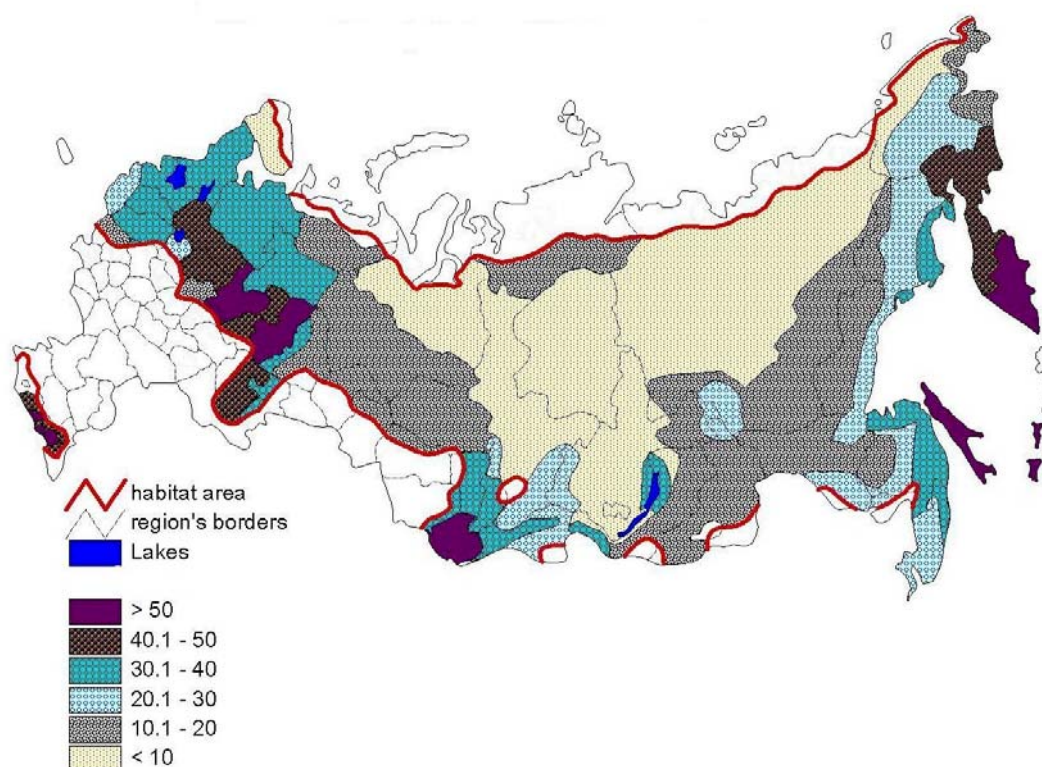 habitat area
region's borders
Lakes
> 50
40.1 - 50
30.1 - 40
20.1 - 30
10.1 - 20
< 10